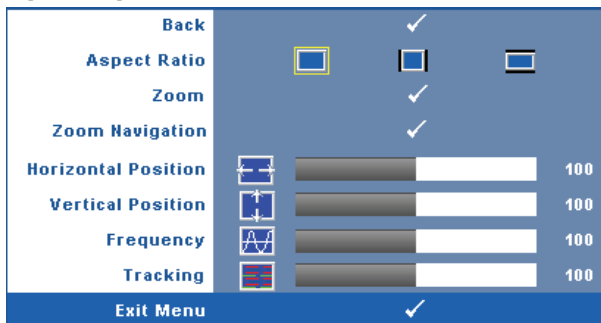 Back
Aspect Ratio
Zoom
Zoom Navigation
Horizontal Position 100
Vertical Position 100
Frequency 100
Tracking 100
Exit Menu